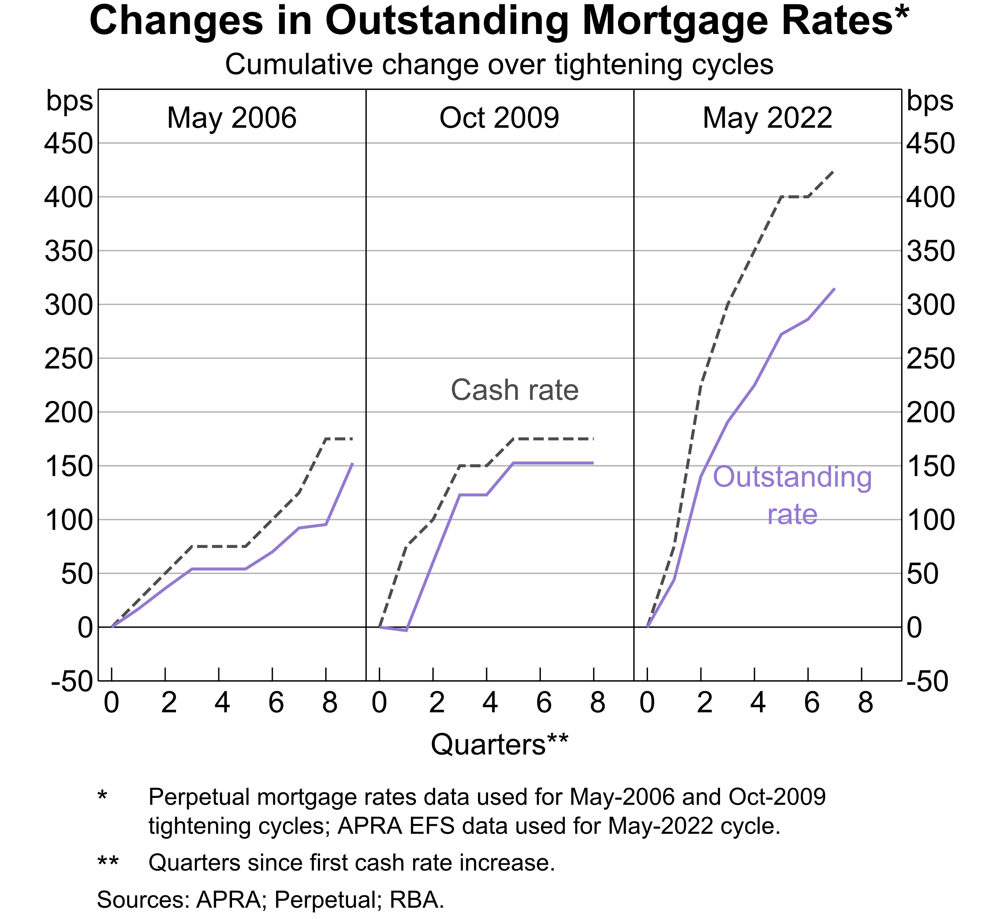 Changes in Outstanding Mortgage Rates*
Cumulative change over tightening cycles
bps bps
May 2006 Oct 2009 May 2022
450 450
400 400
350 350
300 300
250 250
Cash rate
200 200
150 150
Outstanding
rate
100 100
50 50
0 0
-50 -50
0 2 4 6 8 0 2 4 6 8 0 2 4 6 8
Quarters**
* Perpetual mortgage rates data used for May-2006 and Oct-2009
tightening cycles; APRA EFS data used for May-2022 cycle.
** Quarters since first cash rate increase.
Sources: APRA; Perpetual; RBA.